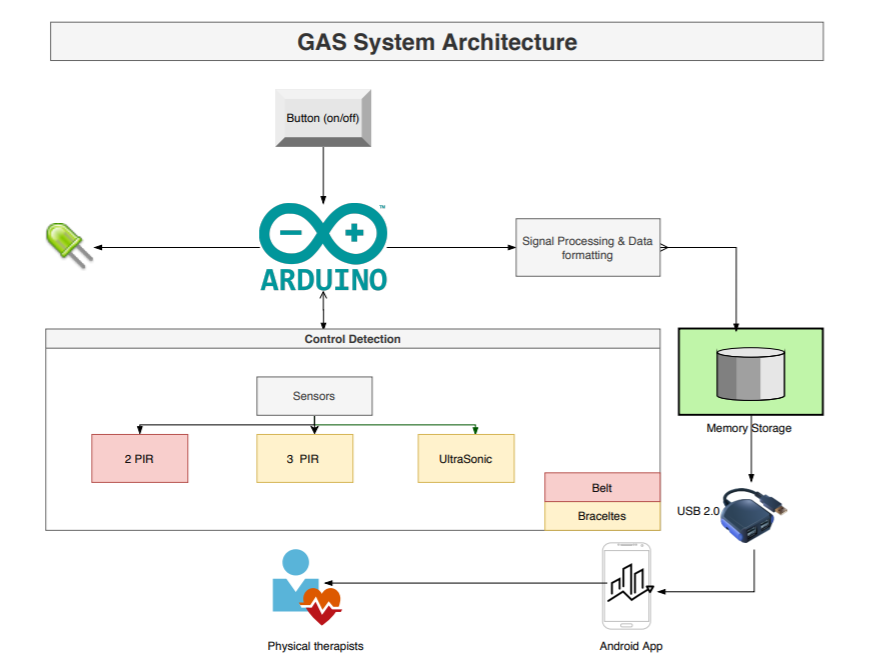 GAS System Architecture
Button (on/off)
™
ARDUINO
Signal Processing & Data
formatting
Control Detection
Sensors
2 PIR
3 PIR
UltraSonic
Belt
Braceltes
Memory Storage
USB 2.0
Physical therapists
Android App